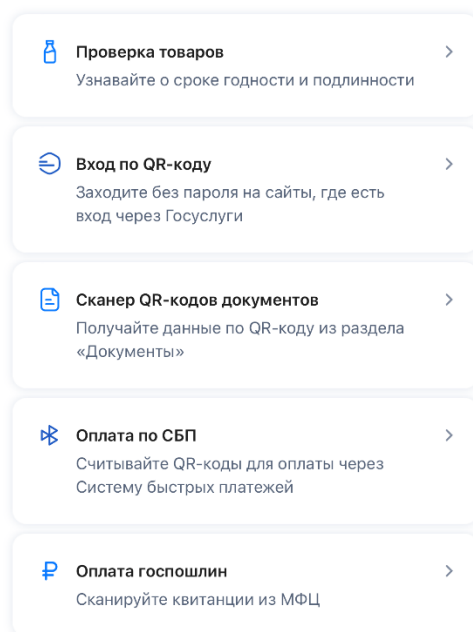 Проверка товаров
Узнавайте о сроке годности и подлинности
Вход по QR-коду
Заходите без пароля на сайты, где есть
вход через Госуслуги
Сканер QR-кодов документов
Получайте данные по QR-коду из раздела
«Документы»
Оплата по СБП
Считывайте QR-коды для оплаты через
Систему быстрых платежей
Оплата госпошлин
Сканируйте квитанции из МФЦ